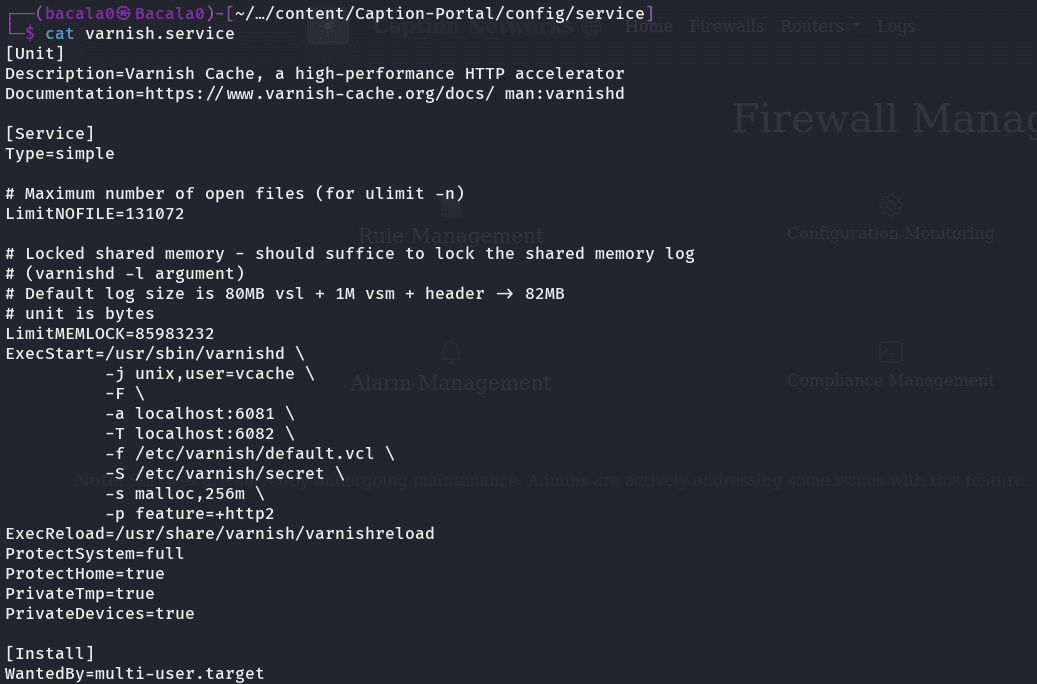 ┌──(bacala0㉿Bacala0)-[~/…/content/Caption-Portal/config/service]
└─$ cat varnish.service
[Unit]
Description=Varnish Cache, a high-performance HTTP accelerator
Documentation=https://www.varnish-cache.org/docs/ man:varnishd
[Service]
Type=simple
# Maximum number of open files (for ulimit -n)
LimitNOFILE=131072
# Locked shared memory - should suffice to lock the shared memory log
# (varnishd -l argument)
# Default log size is 80MB vsl + 1M vsm + header -> 82MB
# unit is bytes
LimitMEMLOCK=85983232
ExecStart=/usr/sbin/varnishd \
-j unix,user=vcache \
-F \
-a localhost:6081 \
-T localhost:6082 \
-f /etc/varnish/default.vcl \
-S /etc/varnish/secret \
-s malloc,256m \
-p feature=+http2
ExecReload=/usr/share/varnish/varnishreload
ProtectSystem=full
ProtectHome=true
PrivateTmp=true
PrivateDevices=true
[Install]
WantedBy=multi-user.target
Caption Networks Home Firewalls Routers Logs
Firewall Manag
Rule Management
Configuration Monitoring
Alarm Management
Compliance Management
undergoing maintenance. Admins are actively addressing some issues with this feature.